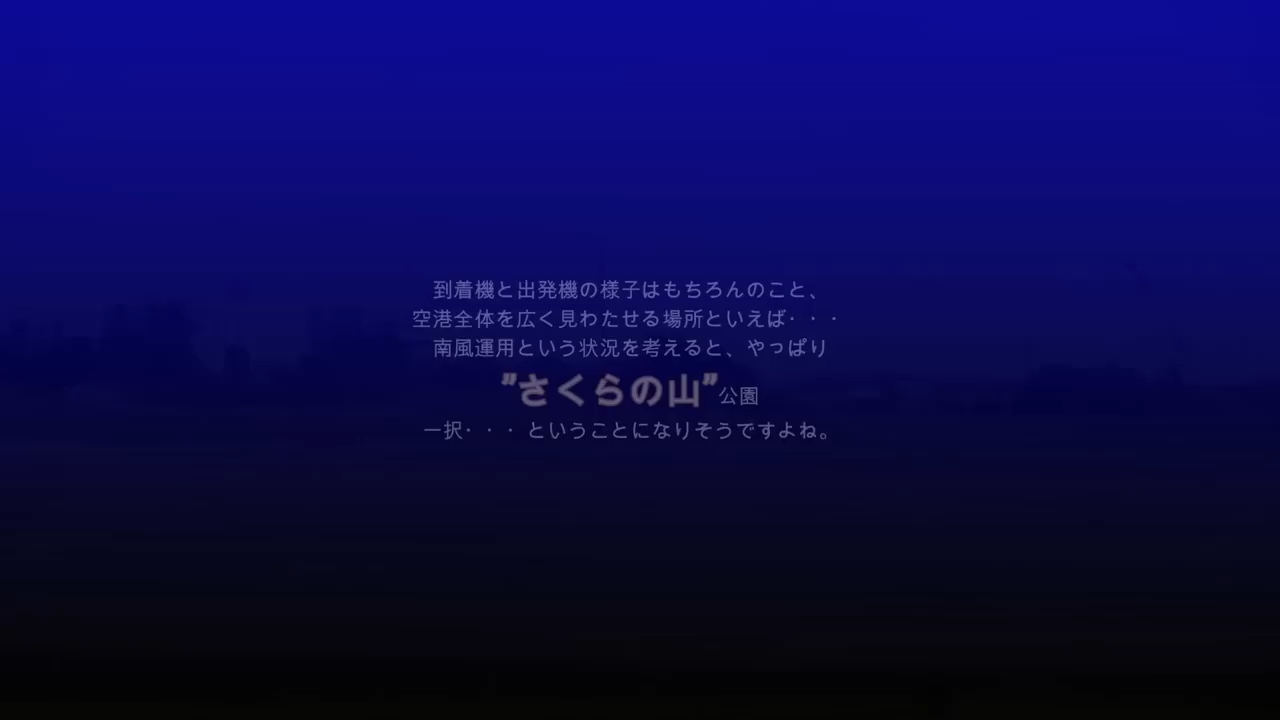 到着機と出発機の様子はもちろんのこと、
空港全体を広く見わたせる場所といえば・・・
南風運用という状況を考えると、やっぱり
”さくらの山”公園
一択・・・ ということになりそうですよね。